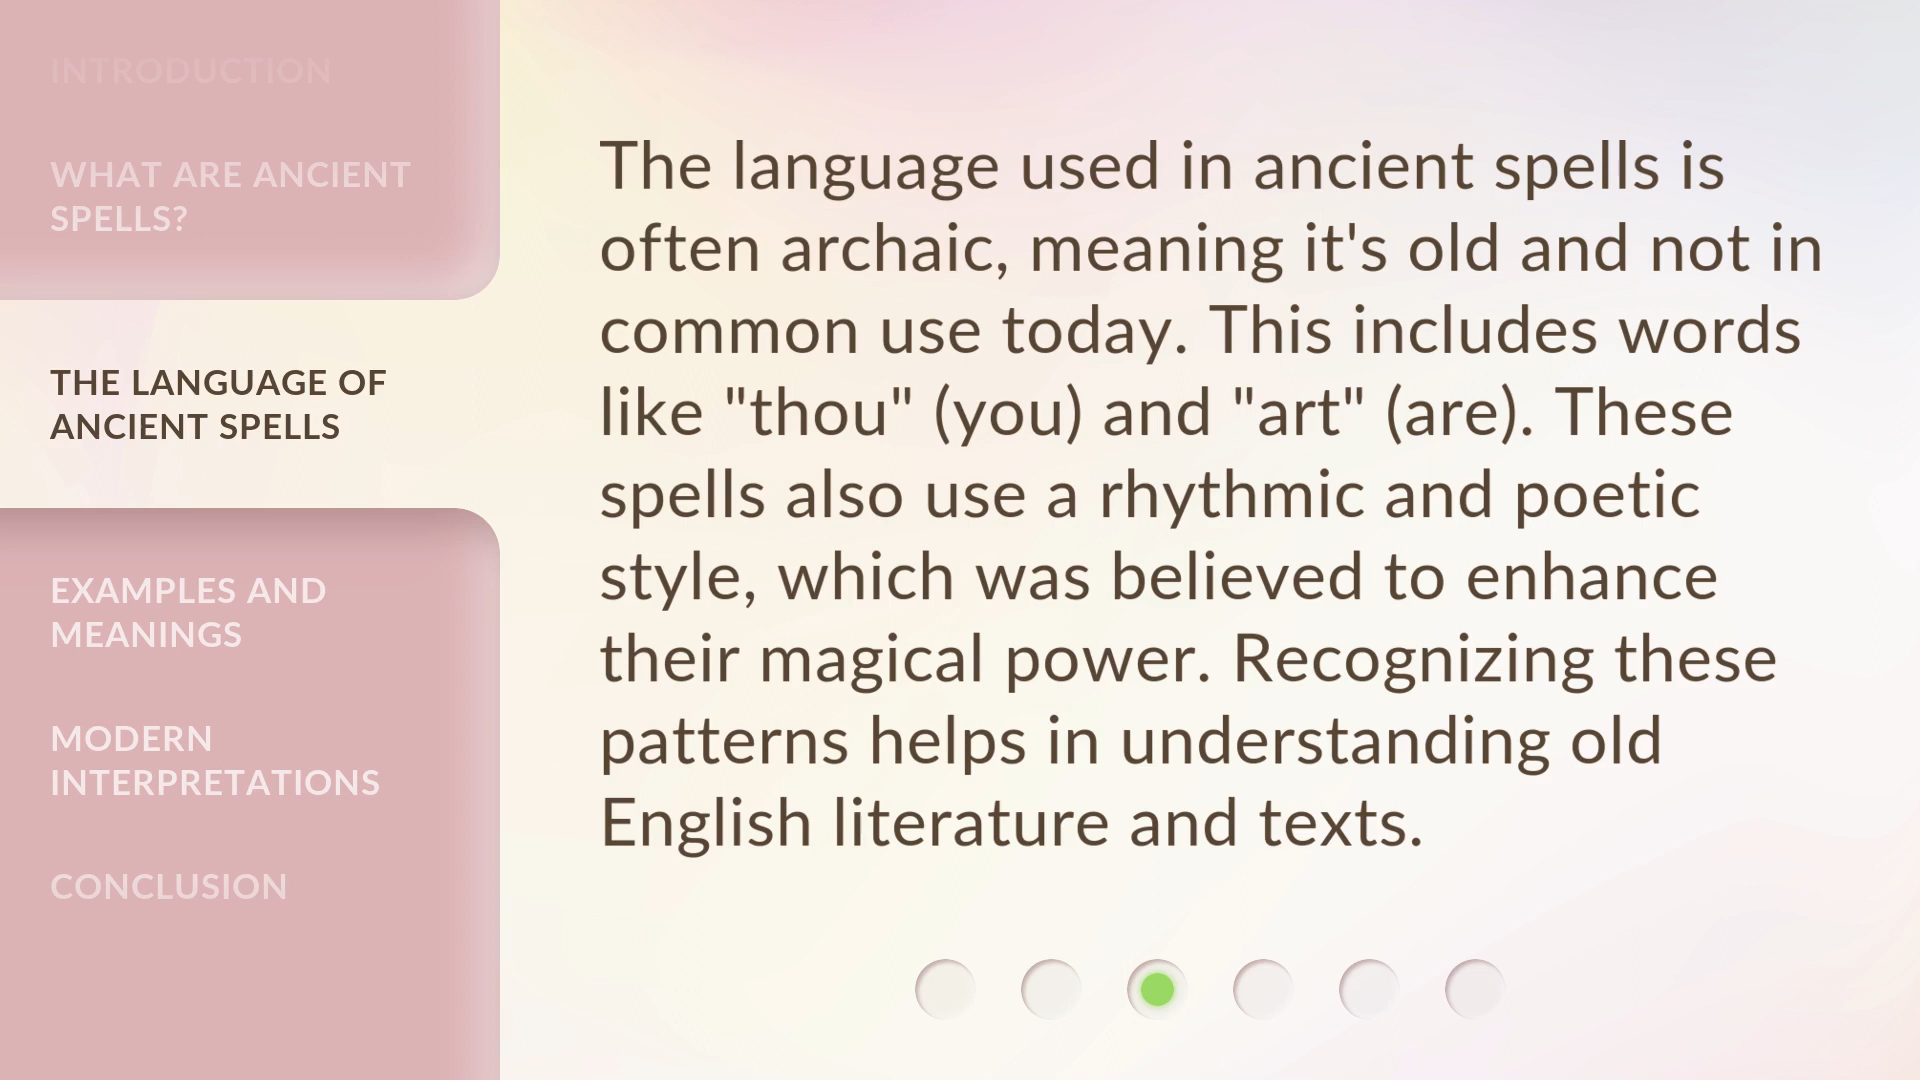 INTRODUCTION
WHAT ARE ANCIENT
SPELLS?
THE LANGUAGE OF
ANCIENT SPELLS
EXAMPLES AND
MEANINGS
MODERN
INTERPRETATIONS
CONCLUSION
The language used in ancient spells is
often archaic, meaning it's old and not in
common use today. This includes words
like "thou" (you) and "art" (are). These
spells also use a rhythmic and poetic
style, which was believed to enhance
their magical power. Recognizing these
patterns helps in understanding old
English literature and texts.